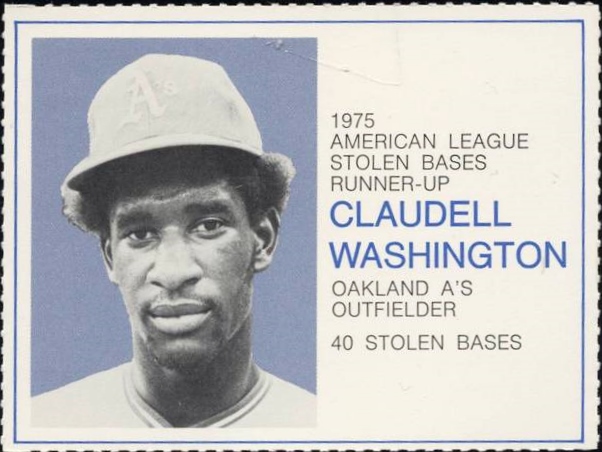 A's
1975
AMERICAN LEAGUE
STOLEN BASES
RUNNER-UP
CLAUDELL
WASHINGTON
OAKLAND A'S
OUTFIELDER
40 STOLEN BASES